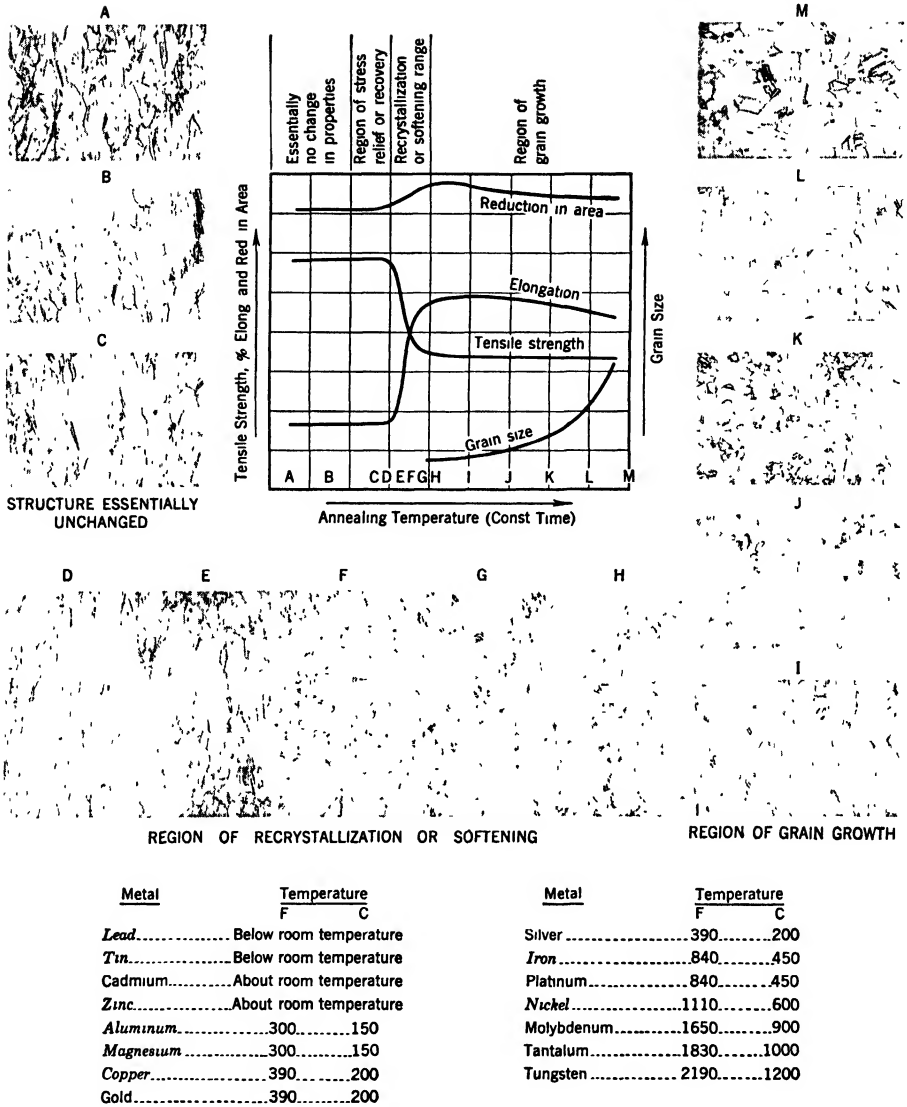 A
B
C
STRUCTURE ESSENTIALLY
UNCHANGED
Essentially
no change
in properties
Region of stress
relief or recovery
Recrystallization
or softening range
Region of
grain growth
Tensile Strength, % Elong and Red in Area
Reduction in area
Elongation
Tensile strength
Grain size
Grain Size
A B C D E F G H I J K L M
Annealing Temperature (Const Time)
M
L
K
J
I
D E F G H
REGION OF RECRYSTALLIZATION OR SOFTENING
REGION OF GRAIN GROWTH
Metal Temperature
F C
Lead Below room temperature
Tin Below room temperature
Cadmium About room temperature
Zinc About room temperature
Aluminum 300 150
Magnesium 300 150
Copper 390 200
Gold 390 200
Metal Temperature
F C
Silver 390 200
Iron 840 450
Platinum 840 450
Nickel 1110 600
Molybdenum 1650 900
Tantalum 1830 1000
Tungsten 2190 1200